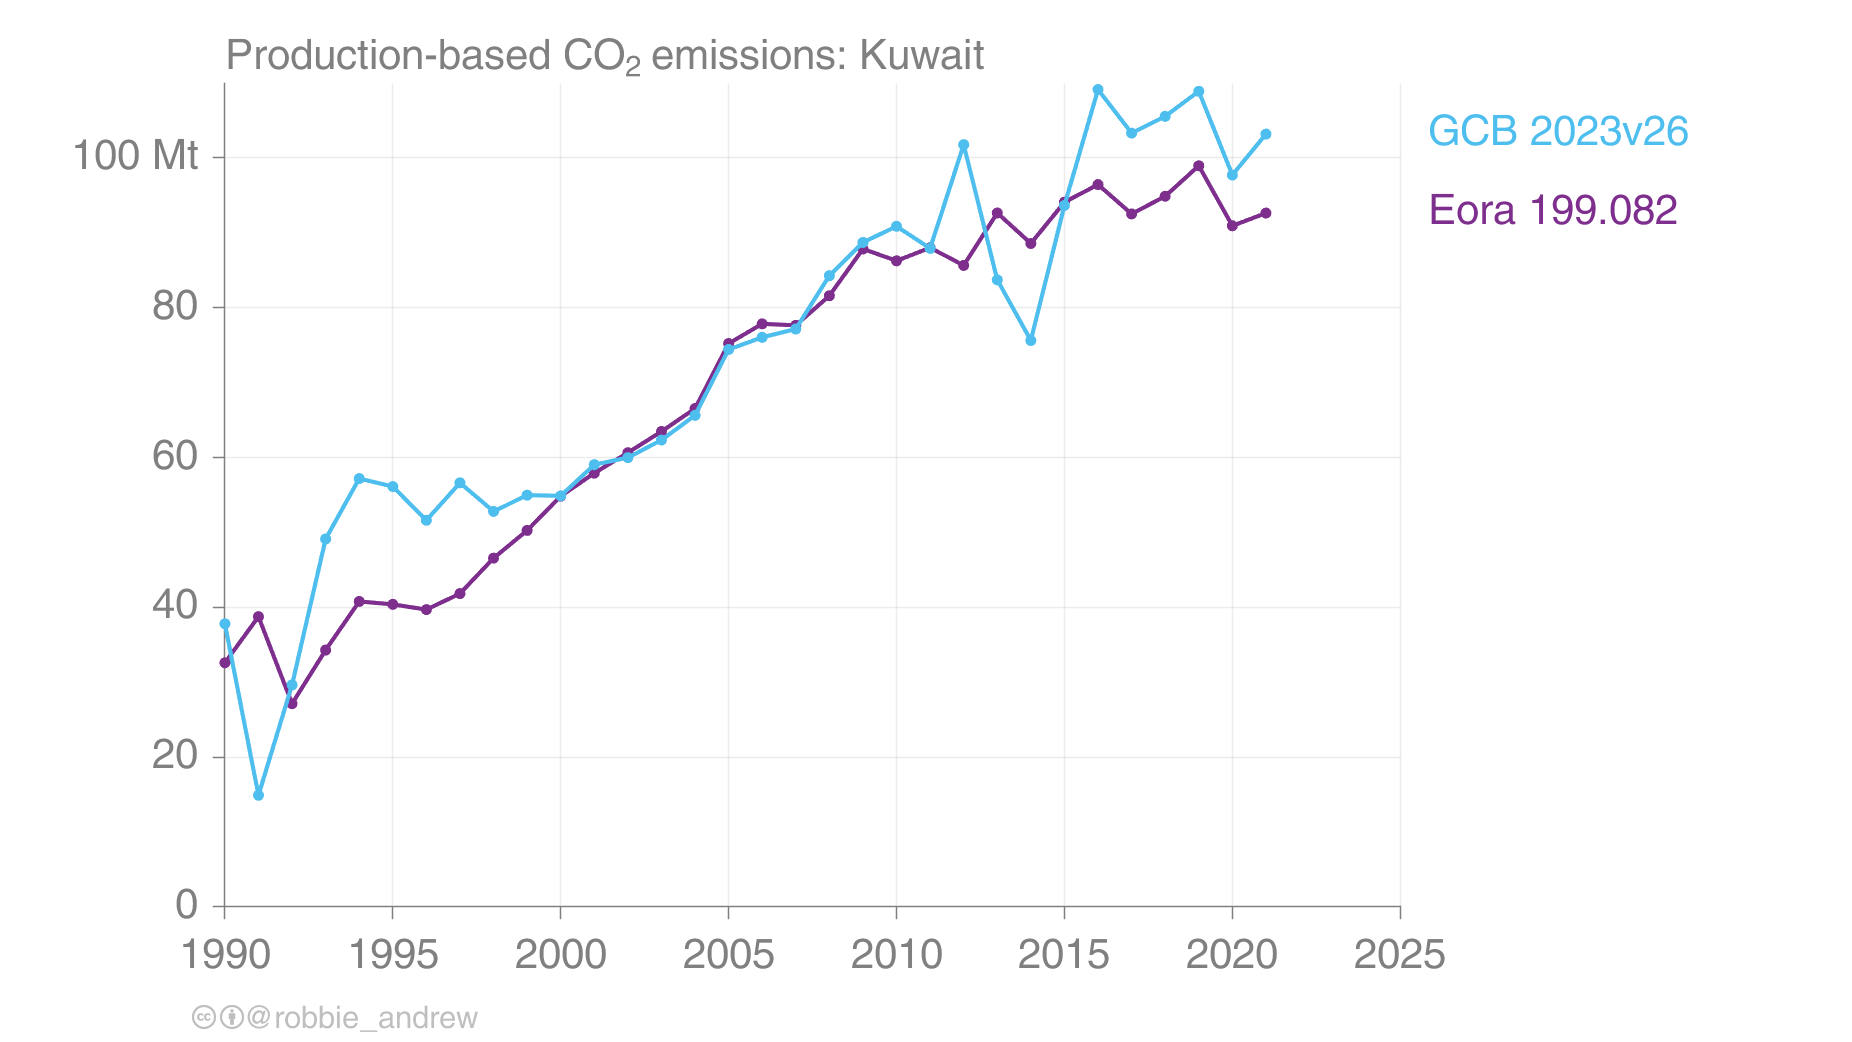 Production-based CO₂ emissions: Kuwait
GCB 2023v26
Eora 199.082
100 Mt
80
60
40
20
0
1990 1995 2000 2005 2010 2015 2020 2025
@robbie_andrew